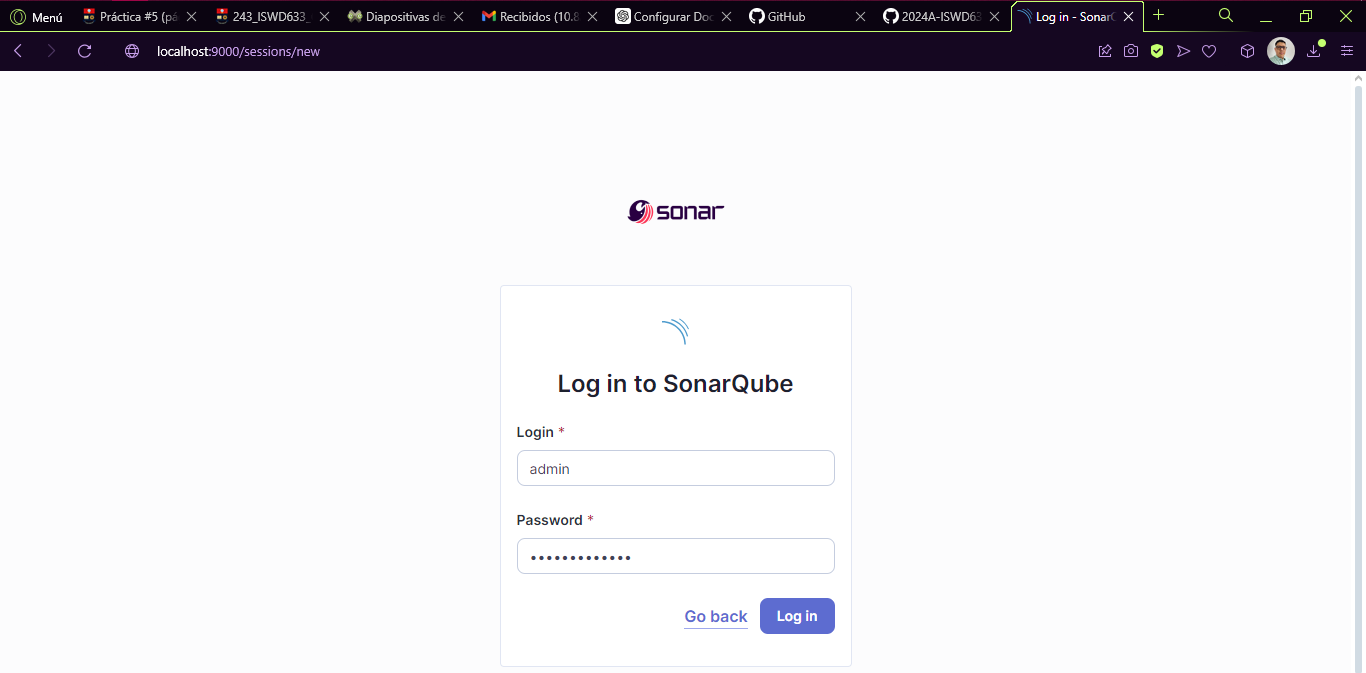 Menú
Práctica #5 (pá
243_ISWD633_
Diapositivas de
Recibidos (10.8
Configurar Doc
GitHub
2024A-ISWD63
Log in - SonarQ
localhost:9000/sessions/new
sonar
Log in to SonarQube
Login *
admin
Password *
•••••••••••••
Go back
Log in